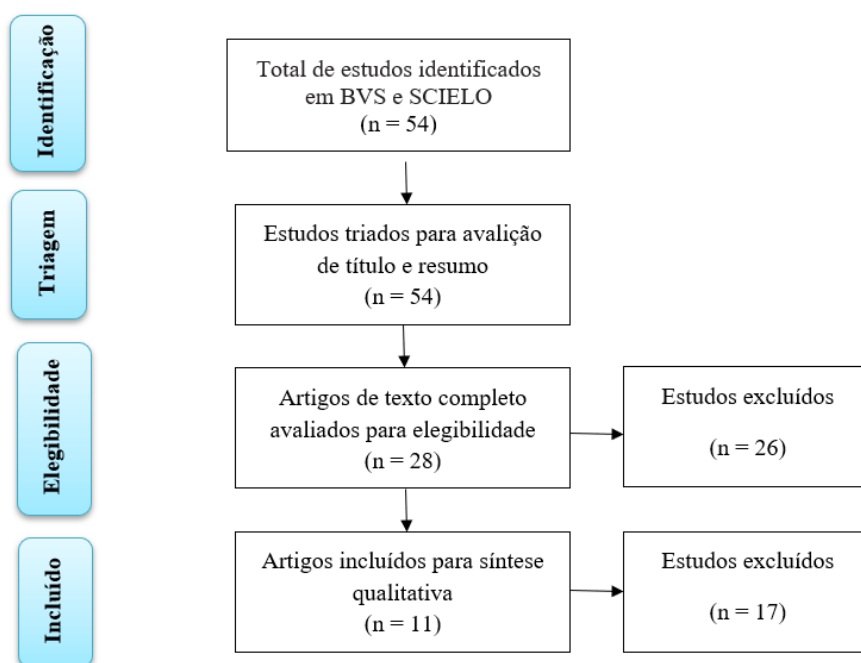 Identificação
Total de estudos identificados
em BVS e SCIELO
(n = 54)
Triagem
Estudos triados para avalição
de título e resumo
(n = 54)
Elegibilidade
Artigos de texto completo
avaliados para elegibilidade
(n = 28)
Estudos excluídos
(n = 26)
Incluído
Artigos incluídos para síntese
qualitativa
(n = 11)
Estudos excluídos
(n = 17)